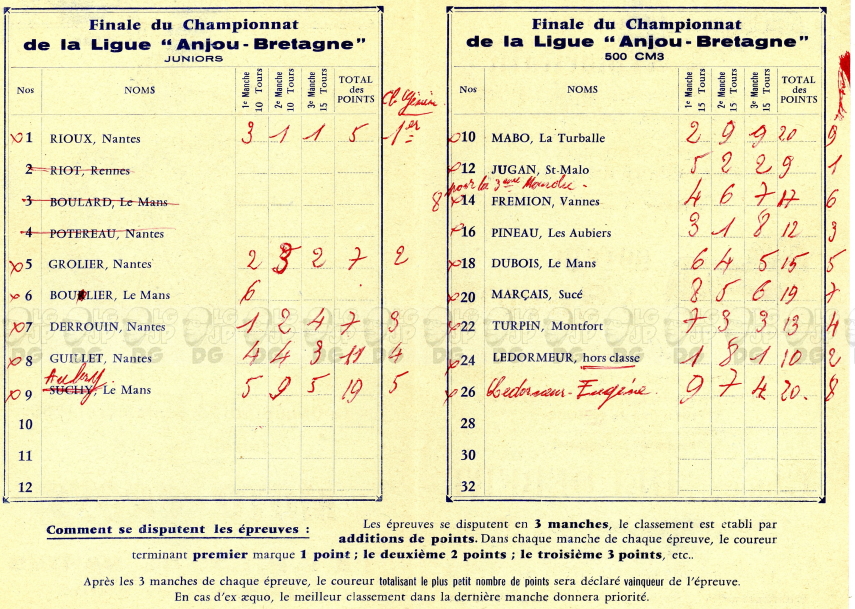 Finale du Championnat
de la Ligue “Anjou-Bretagne”
JUNIORS
Nos NOMS 1e Manche 10 Tours 2e Manche 10 Tours 3e Manche 15 Tours TOTAL des POINTS
1 RIOUX, Nantes 3 1 1 5 1er
2 RIOT, Rennes
3 BOULARD, Le Mans
4 POTEREAU, Nantes
5 GROLIER, Nantes 2 3 2 7 2
6 BOUBLIER, Le Mans 6
7 DERROUIN, Nantes 1 2 4 7 3
8 GUILLET, Nantes 4 4 3 11 4
9 SUCHY, Le Mans 5 9 5 19 5
10
11
12
Finale du Championnat
de la Ligue “Anjou-Bretagne”
500 CM3
Nos NOMS 1e Manche 15 Tours 2e Manche 15 Tours 3e Manche 15 Tours TOTAL des POINTS
10 MABO, La Turballe 2 9 9 20 9
12 JUGAN, St-Malo 5 2 2 9 1
pour la 3eme Manche.
8 14 FREMION, Vannes 4 6 7 17 6
16 PINEAU, Les Aubiers 3 1 8 12 3
18 DUBOIS, Le Mans 6 4 5 15 5
20 MARÇAIS, Sucé 8 5 6 19 7
22 TURPIN, Montfort 7 3 3 13 4
24 LEDORMEUR, hors classe 1 8 1 10 2
26 Ledormeur-Eugéne 9 7 4 20. 8
28
30
32
Comment se disputent les épreuves : Les épreuves se disputent en 3 manches, le classement est etabli par
additions de points. Dans chaque manche de chaque épreuve, le coureur
terminant premier marque 1 point ; le deuxième 2 points ; le troisième 3 points, etc..
Après les 3 manches de chaque épreuve, le coureur totalisant le plus petit nombre de points sera déclaré vainqueur de l'épreuve.
En cas d'ex æquo, le meilleur classement dans la dernière manche donnera priorité.